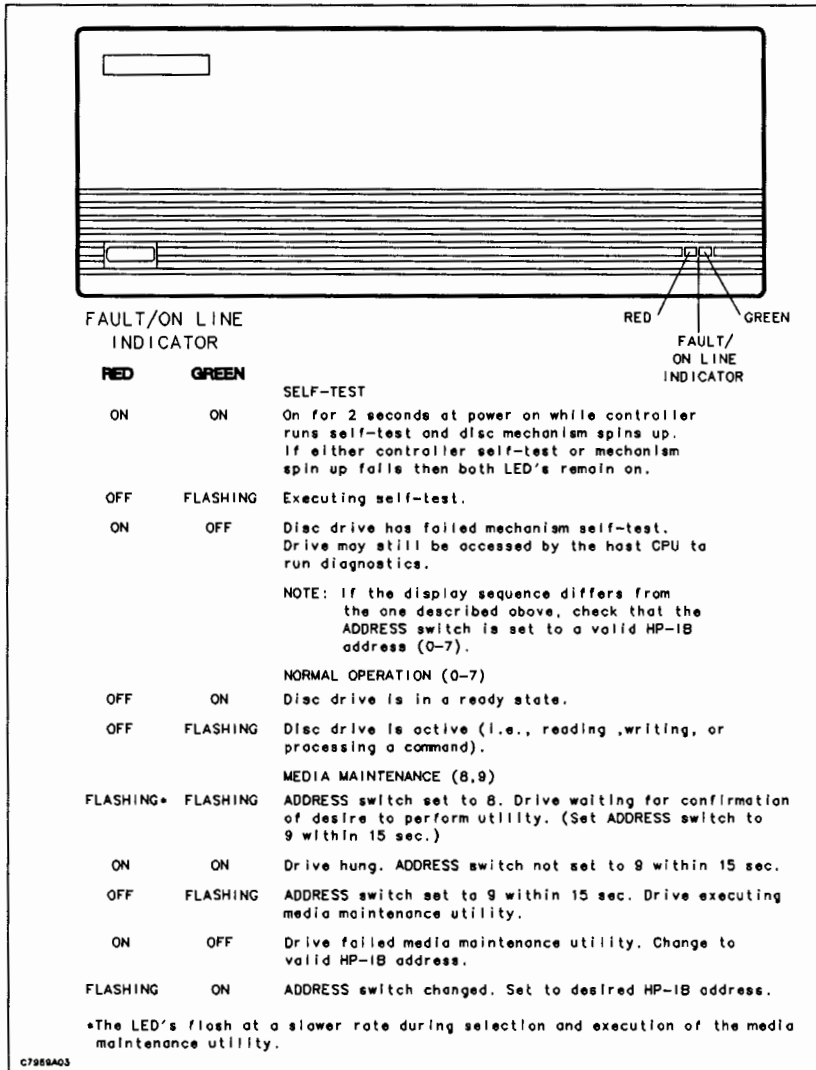 RED
GREEN
FAULT/
ON LINE
INDICATOR
FAULT/ON LINE
INDICATOR
RED GREEN
SELF-TEST
ON ON On for 2 seconds at power on while controller
runs self-test and disc mechanism spins up.
If either controller self-test or mechanism
spin up fails then both LED's remain on.
OFF FLASHING Executing self-test.
ON OFF Disc drive has failed mechanism self-test.
Drive may still be accessed by the host CPU to
run diagnostics.
NOTE: If the display sequence differs from
the one described above, check that the
ADDRESS switch is set to a valid HP-IB
address (0-7).
NORMAL OPERATION (0-7)
OFF ON Disc drive is in a ready state.
OFF FLASHING Disc drive is active (i.e., reading ,writing, or
processing a command).
MEDIA MAINTENANCE (8,9)
FLASHING* FLASHING ADDRESS switch set to 8. Drive waiting for confirmation
of desire to perform utility. (Set ADDRESS switch to
9 within 15 sec.)
ON ON Drive hung. ADDRESS switch not set to 9 within 15 sec.
OFF FLASHING ADDRESS switch set to 9 within 15 sec. Drive executing
media maintenance utility.
ON OFF Drive failed media maintenance utility. Change to
valid HP-IB address.
FLASHING ON ADDRESS switch changed. Set to desired HP-IB address.
*The LED's flash at a slower rate during selection and execution of the media
maintenance utility.
C7959A03